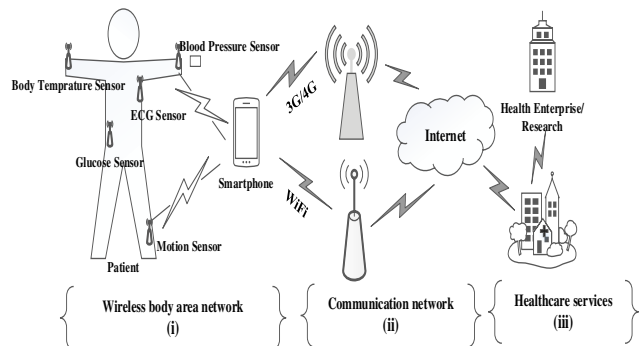 Blood Pressure Sensor
Body Temprature Sensor
ECG Sensor
Glucose Sensor
Motion Sensor
Patient
Smartphone
3G/4G
WiFi
Internet
Health Enterprise/
Research
Wireless body area network
(i)
Communication network
(ii)
Healthcare services
(iii)